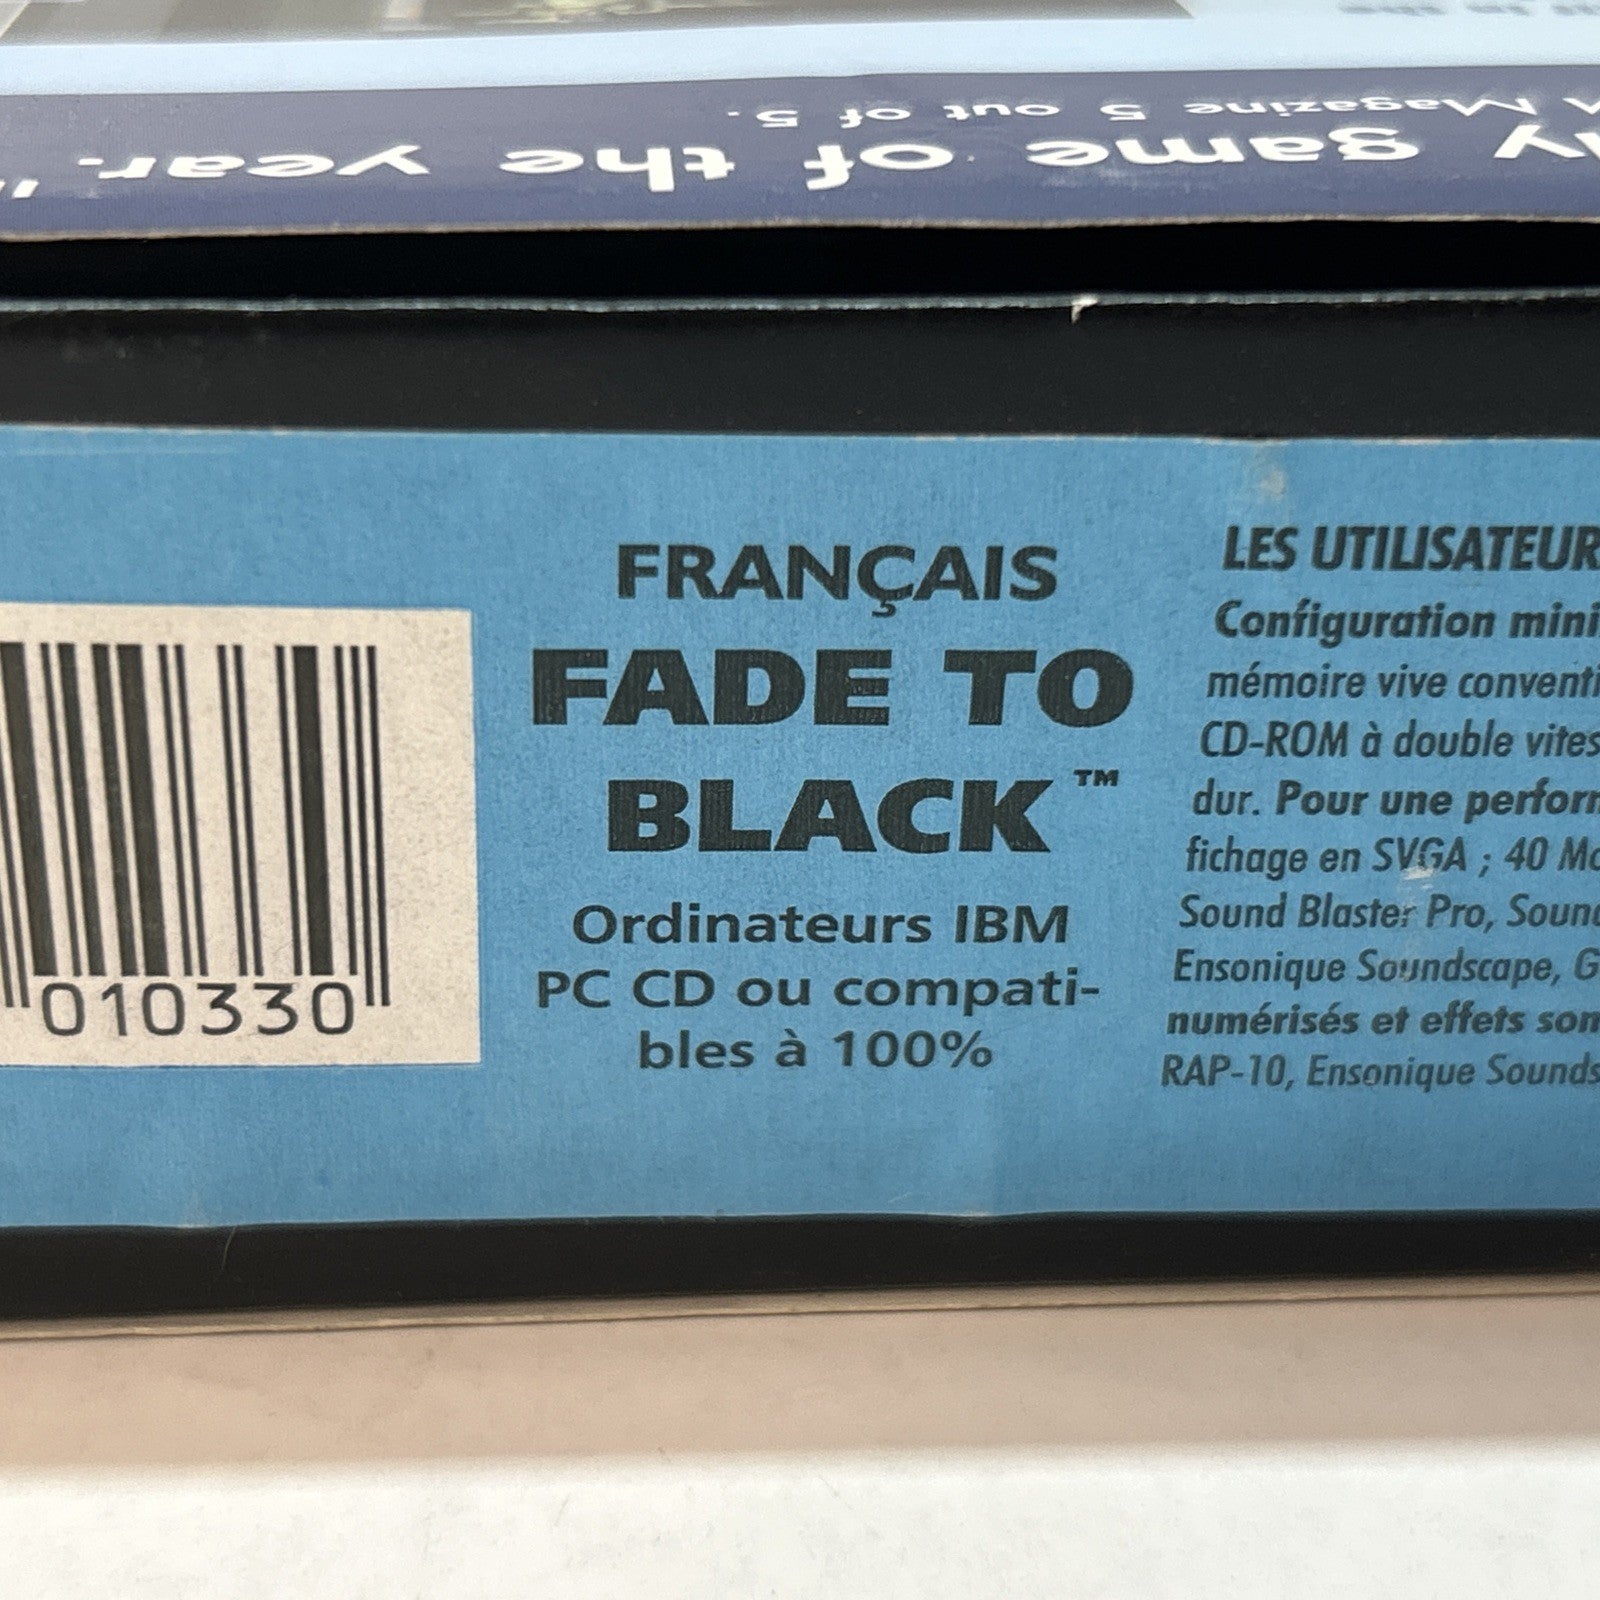 y game of the year."
Magazine 5 out of 5.
010330
FRANÇAIS
FADE TO
BLACK™
Ordinateurs IBM
PC CD ou compati-
bles à 100%
LES UTILISATEUR
Configuration mini
mémoire vive conventi
CD-ROM à double vites
dur. Pour une perfor
fichage en SVGA ; 40 Mo
Sound Blaster Pro, Soun
Ensonique Soundscape, G
numérisés et effets son
RAP-10, Ensonique Sounds